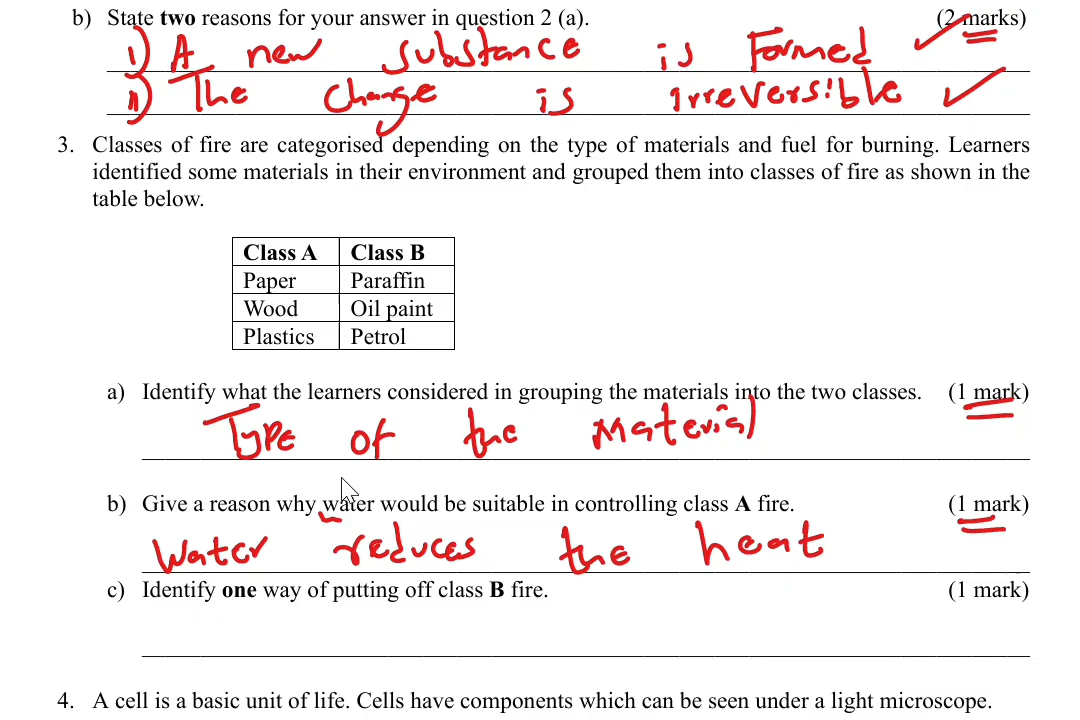 b) State two reasons for your answer in question 2 (a). (2 marks)
i) A new substance is Formed
ii) The change is irreversible
3. Classes of fire are categorised depending on the type of materials and fuel for burning. Learners
identified some materials in their environment and grouped them into classes of fire as shown in the
table below.
Class A Class B
Paper Paraffin
Wood Oil paint
Plastics Petrol
a) Identify what the learners considered in grouping the materials into the two classes. (1 mark)
Type of the Material
b) Give a reason why water would be suitable in controlling class A fire. (1 mark)
Water reduces the heat
c) Identify one way of putting off class B fire. (1 mark)
4. A cell is a basic unit of life. Cells have components which can be seen under a light microscope.